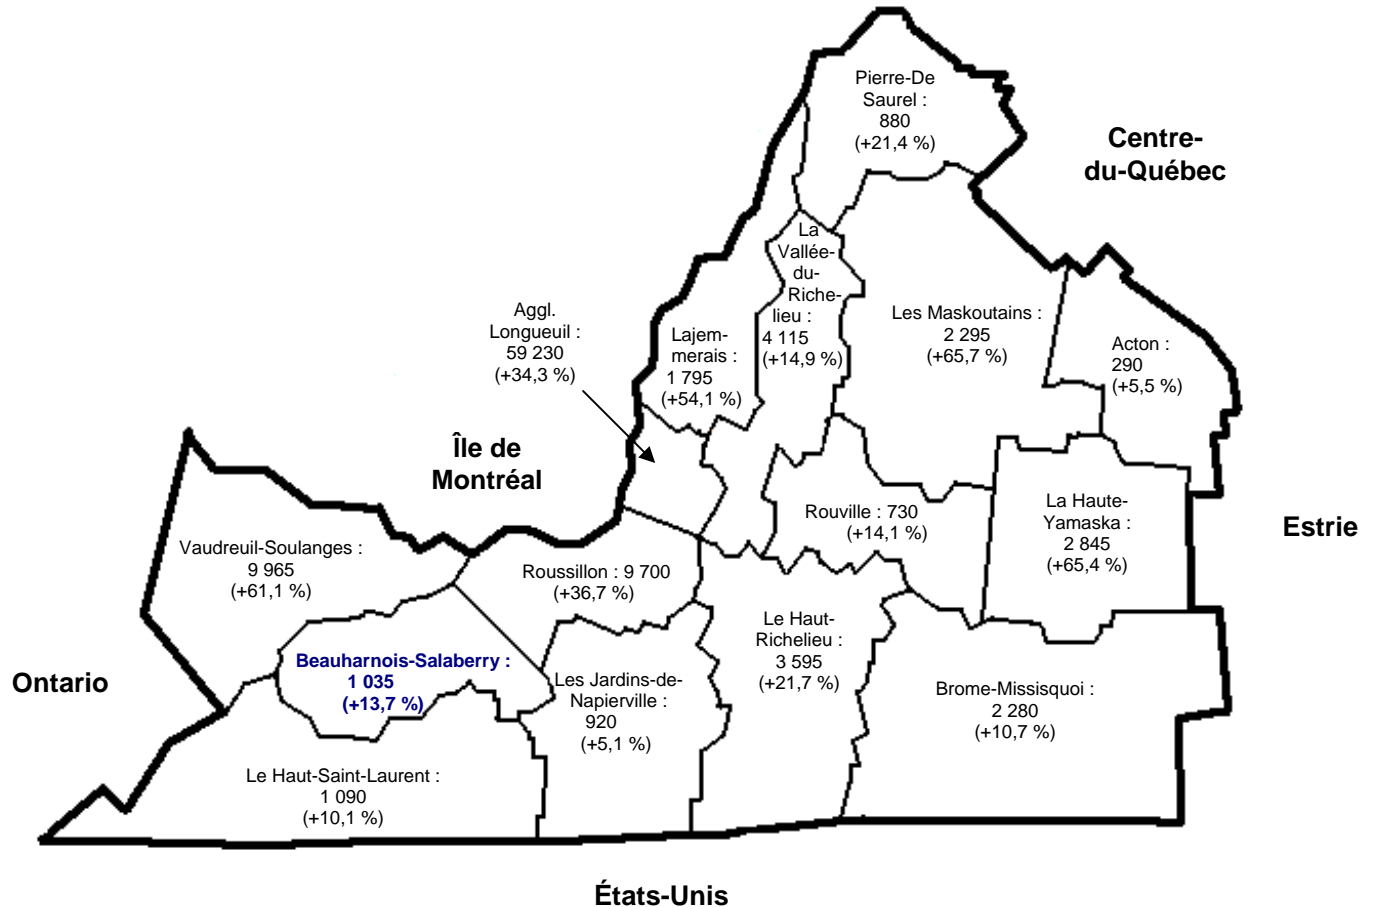 Pierre-De
Saurel :
880
(+21,4 %)
Centre-
du-Québec
La
Vallée-
du-
Riche-
lieu :
4 115
(+14,9 %)
Les Maskoutains :
2 295
(+65,7 %)
Acton :
290
(+5,5 %)
Aggl.
Longueuil :
59 230
(+34,3 %)
Lajem-
merais :
1 795
(+54,1 %)
Île de
Montréal
Rouville : 730
(+14,1 %)
La Haute-
Yamaska :
2 845
(+65,4 %)
Estrie
Vaudreuil-Soulanges :
9 965
(+61,1 %)
Roussillon : 9 700
(+36,7 %)
Le Haut-
Richelieu :
3 595
(+21,7 %)
Ontario
Beauharnois-Salaberry :
1 035
(+13,7 %)
Les Jardins-de-
Napierville :
920
(+5,1 %)
Brome-Missisquoi :
2 280
(+10,7 %)
Le Haut-Saint-Laurent :
1 090
(+10,1 %)
États-Unis